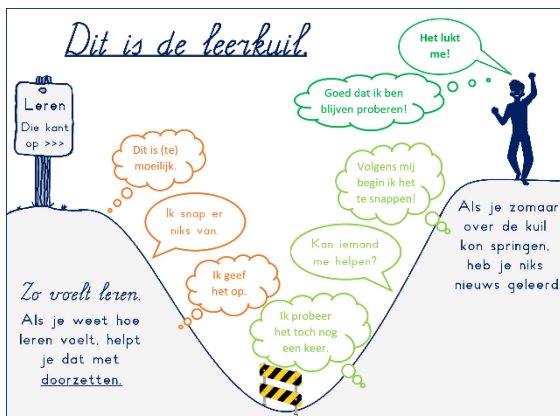 Dit is de leerkuil.
Leren
Die kant
op >>>
Dit is (te)
moeilijk.
Ik snap er
niks van.
Ik geef
het op.
Zo voelt leren.
Als je weet hoe
leren voelt, helpt
je dat met
doorzetten.
Ik probeer
het toch nog
een keer.
Kan iemand
me helpen?
Volgens mij
begin ik het
te snappen!
Goed dat ik ben
blijven proberen!
Het lukt
me!
Als je zomaar
over de kuil
kon springen,
heb je niks
nieuws geleerd